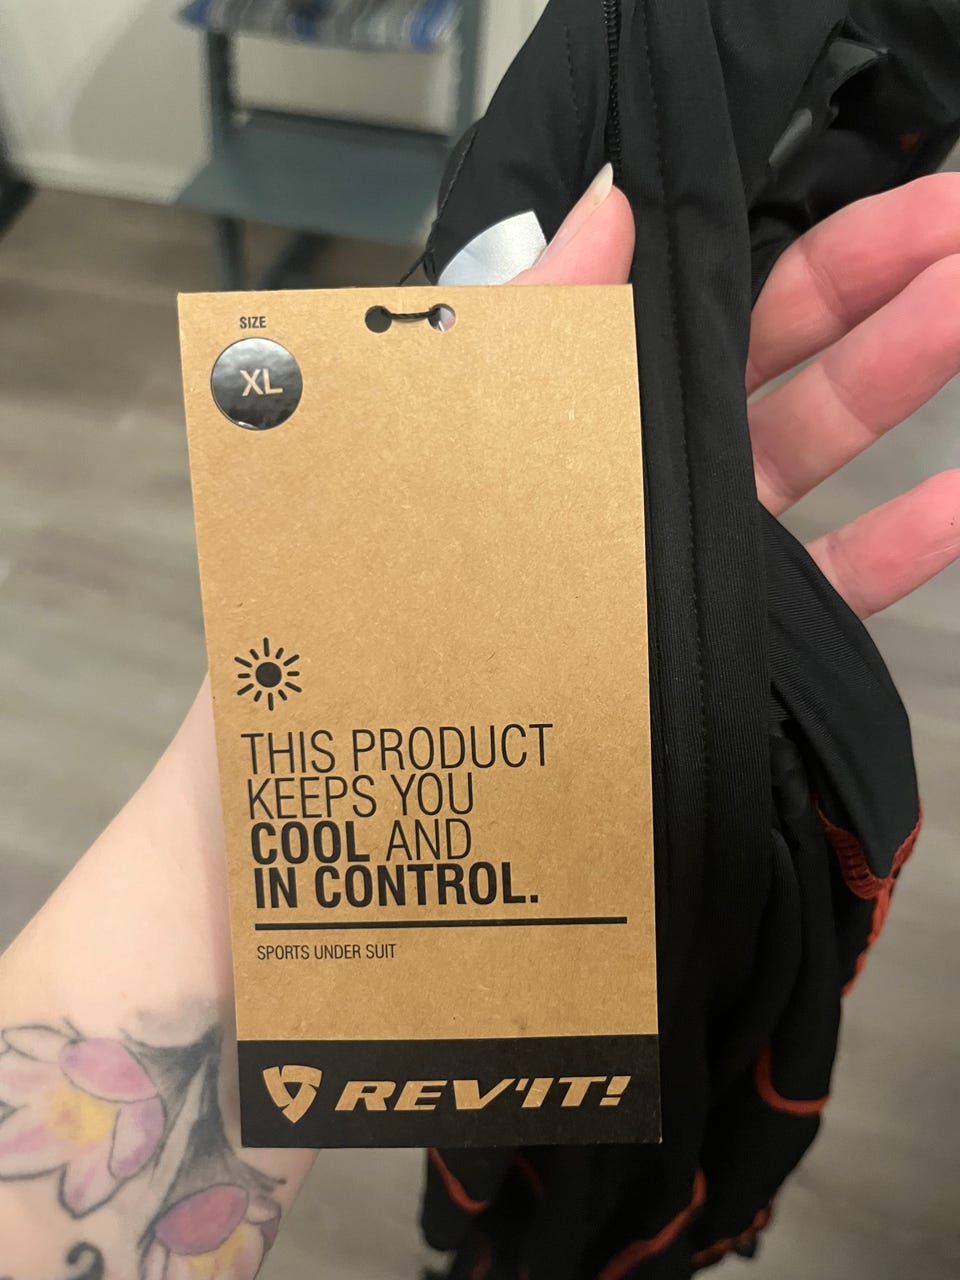 SIZE
XL
THIS PRODUCT
KEEPS YOU
COOL AND
IN CONTROL.
SPORTS UNDER SUIT
REV'IT!